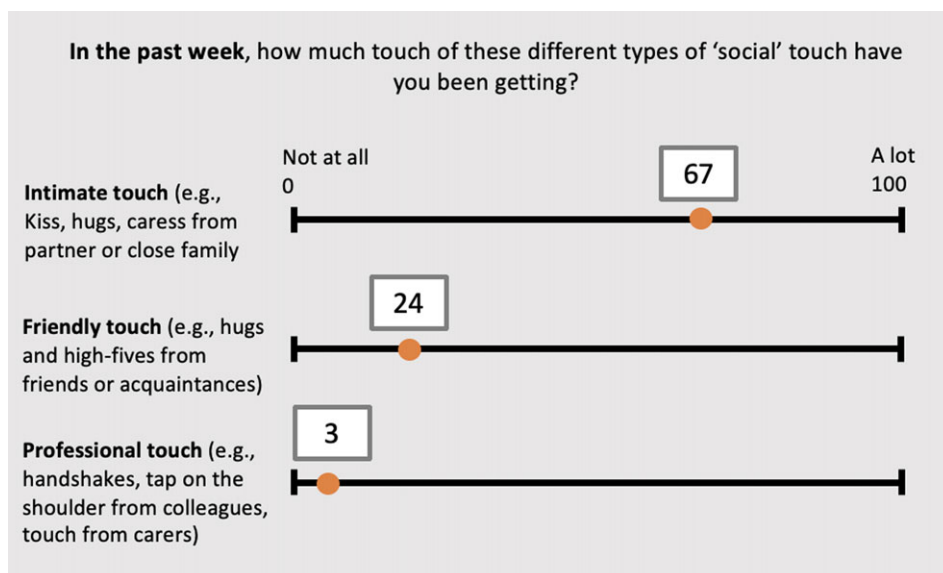 In the past week, how much touch of these different types of ‘social’ touch have
you been getting?
Not at all
0
67
A lot
100
Intimate touch (e.g.,
Kiss, hugs, caress from
partner or close family
24
Friendly touch (e.g., hugs
and high-fives from
friends or acquaintances)
3
Professional touch (e.g.,
handshakes, tap on the
shoulder from colleagues,
touch from carers)